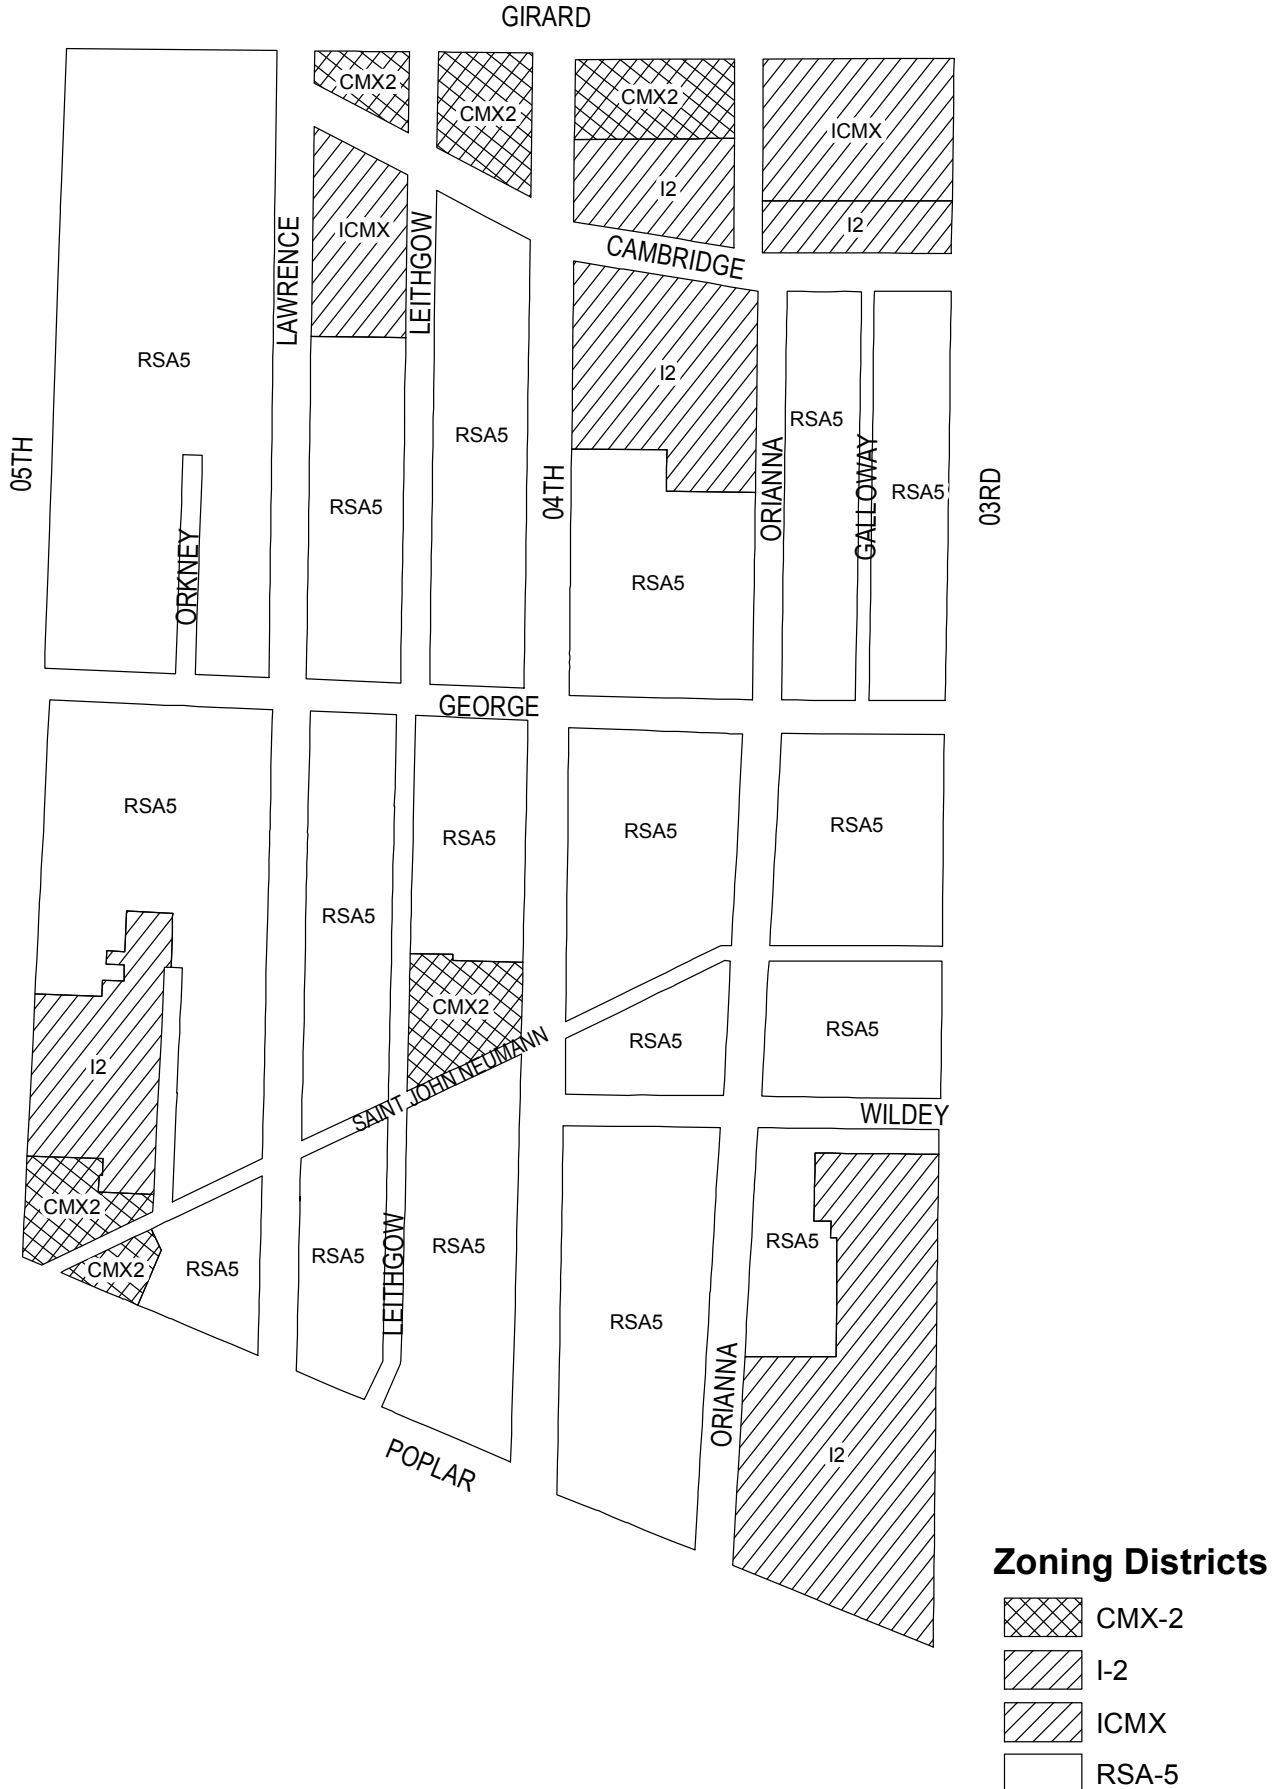 GIRARD
CMX2
CMX2
CMX2
ICMX
I2
I2
ICMX
CAMBRIDGE
LAWRENCE
LEITHGOW
RSA5
I2
RSA5
RSA5
05TH
04TH
ORIANNA
GALLOWAY
RSA5
03RD
RSA5
ORKNEY
RSA5
GEORGE
RSA5
RSA5
RSA5
RSA5
RSA5
CMX2
RSA5
RSA5
SAINT JOHN NEUMANN
I2
WILDEY
CMX2
CMX2
RSA5
RSA5
LEITHGOW
RSA5
RSA5
RSA5
ORIANNA
I2
POPLAR
Zoning Districts
CMX-2
I-2
ICMX
RSA-5